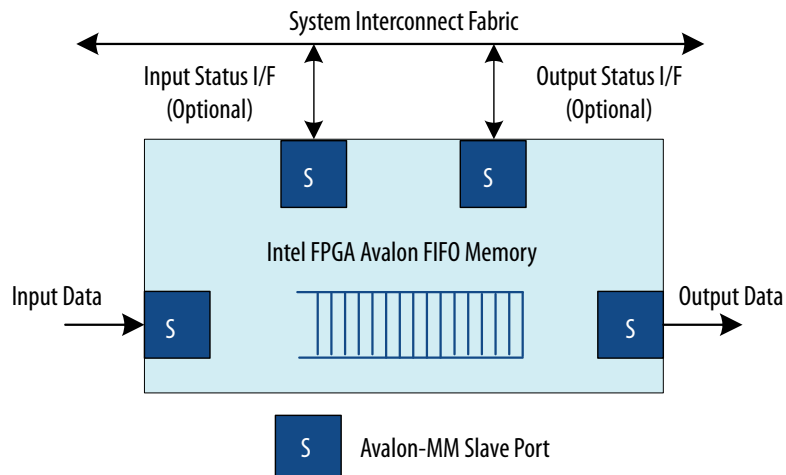 System Interconnect Fabric
Input Status I/F
(Optional)
Output Status I/F
(Optional)
S
S
Intel FPGA Avalon FIFO Memory
Input Data
Output Data
S
S
S
Avalon-MM Slave Port